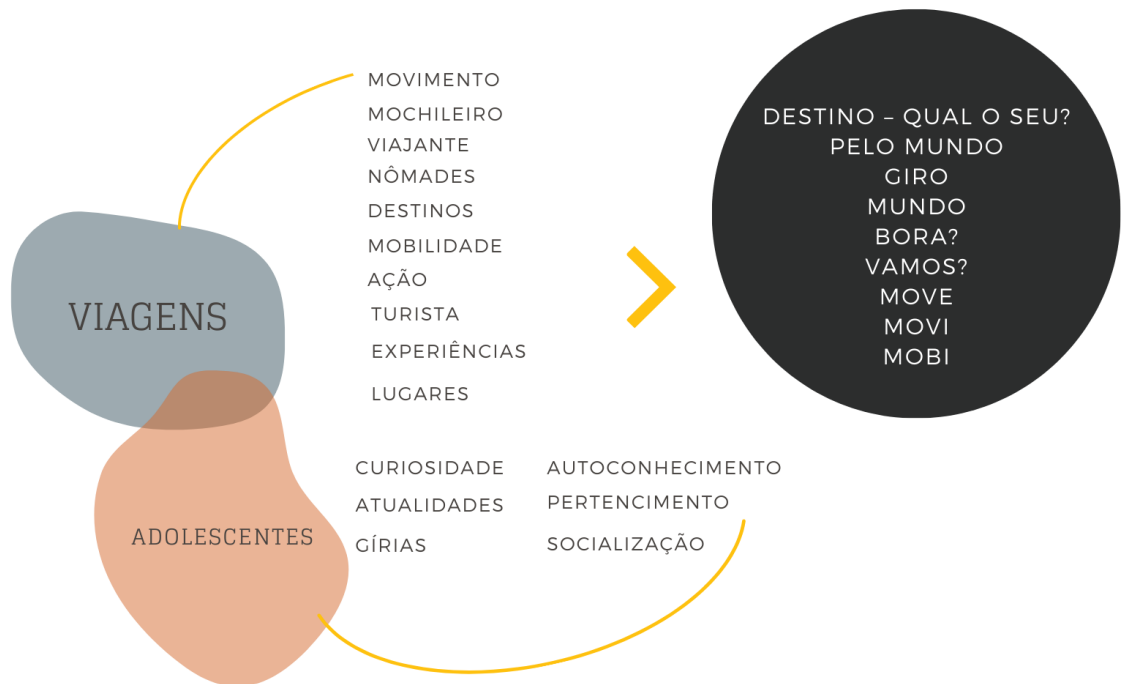 VIAGENS
MOVIMENTO
MOCHILEIRO
VIAJANTE
NÔMADES
DESTINOS
MOBILIDADE
AÇÃO
TURISTA
EXPERIÊNCIAS
LUGARES
ADOLESCENTES
CURIOSIDADE
ATUALIDADES
GÍRIAS
AUTOCONHECIMENTO
PERTENCIMENTO
SOCIALIZAÇÃO
DESTINO – QUAL O SEU?
PELO MUNDO
GIRO
MUNDO
BORA?
VAMOS?
MOVE
MOVI
MOBI